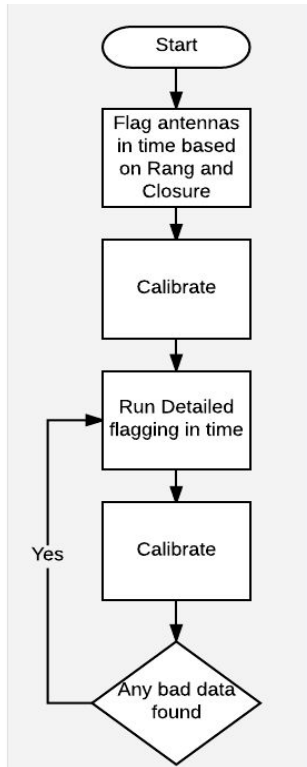 Start
Flag antennas
in time based
on Rang and
Closure
Calibrate
Run Detailed
flagging in time
Calibrate
Yes
Any bad data
found